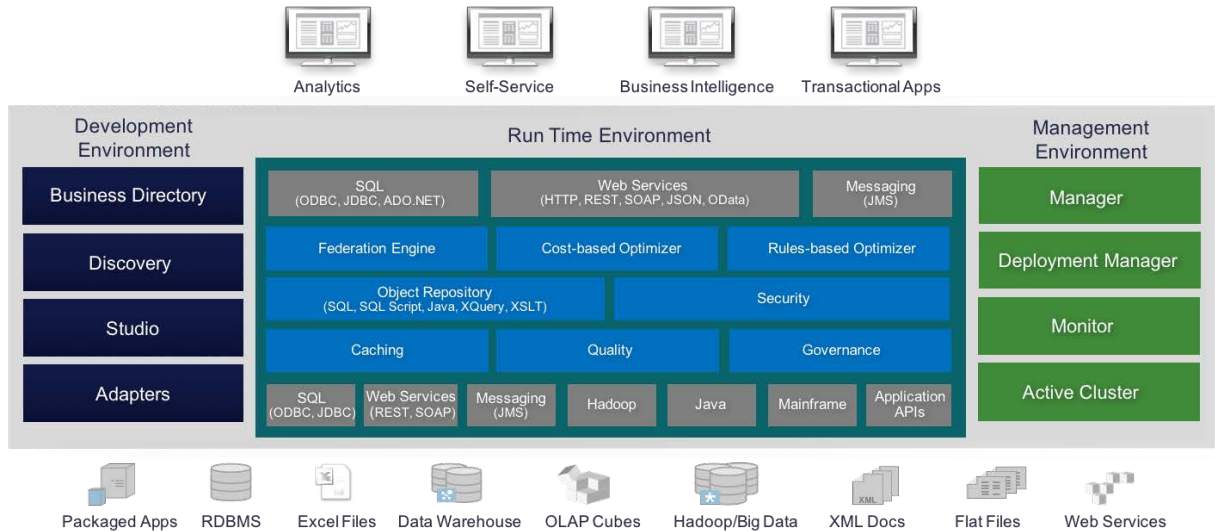 Analytics
Self-Service
Business Intelligence
Transactional Apps
Development
Environment
Business Directory
Discovery
Studio
Adapters
Run Time Environment
SQL
(ODBC, JDBC, ADO.NET)
Web Services
(HTTP, REST, SOAP, JSON, OData)
Messaging
(JMS)
Federation Engine
Cost-based Optimizer
Rules-based Optimizer
Object Repository
(SQL, SQL Script, Java, XQuery, XSLT)
Security
Caching
Quality
Governance
SQL
(ODBC, JDBC)
Web Services
(REST, SOAP)
Messaging
(JMS)
Hadoop
Java
Mainframe
Application
APIs
Management
Environment
Manager
Deployment Manager
Monitor
Active Cluster
XML
Packaged Apps
RDBMS
Excel Files
Data Warehouse
OLAP Cubes
Hadoop/Big Data
XML Docs
Flat Files
Web Services